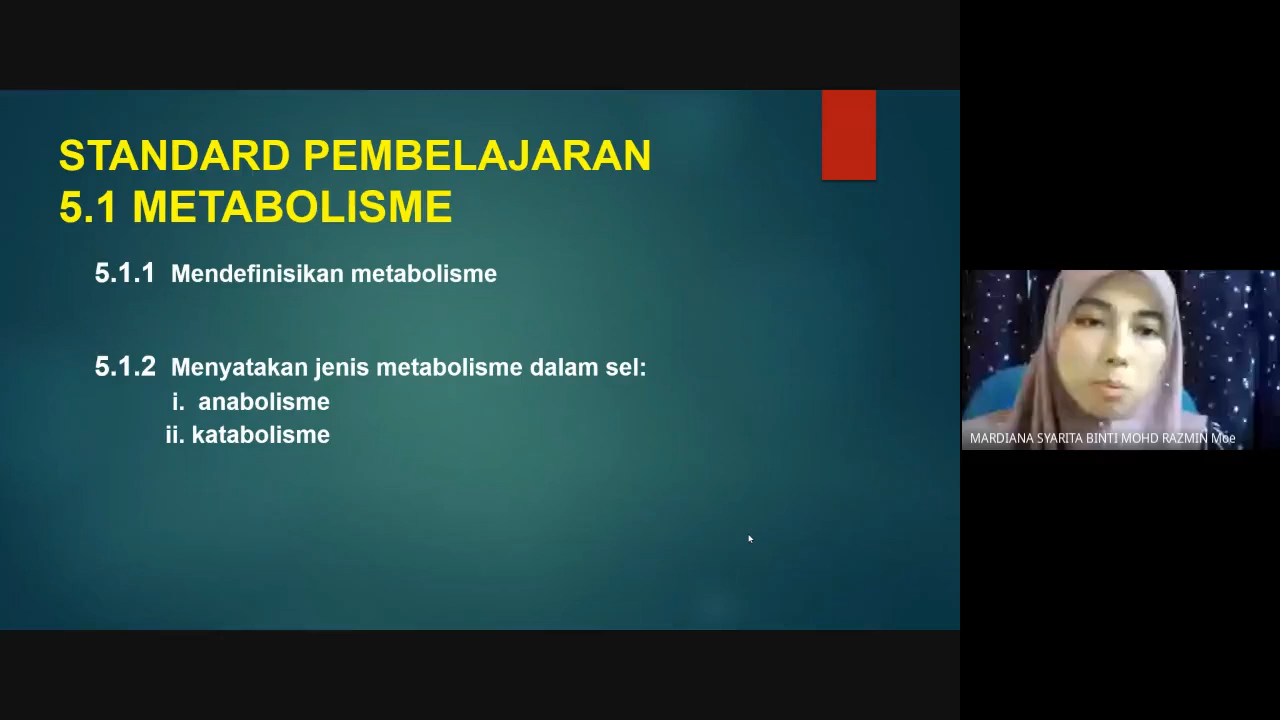 STANDARD PEMBELAJARAN
5.1 METABOLISME
5.1.1 Mendefinisikan metabolisme
5.1.2 Menyatakan jenis metabolisme dalam sel:
i. anabolisme
ii. katabolisme
MARDIANA SYARITA BINTI MOHD RAZMIN Moe